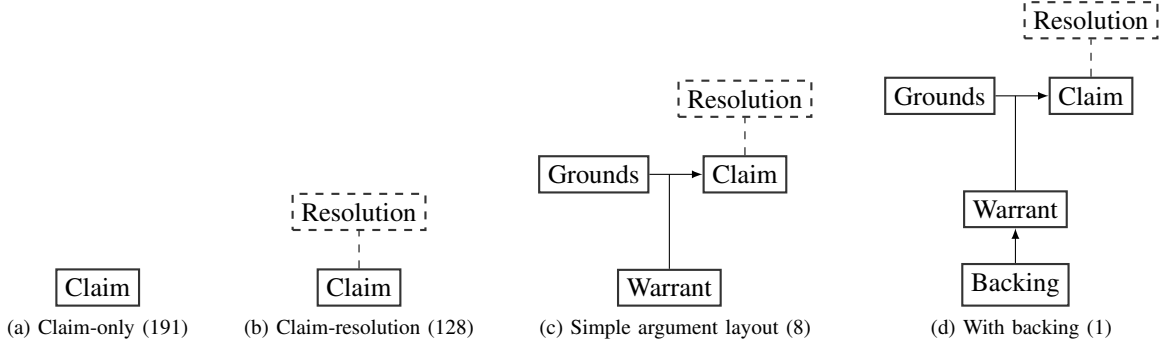 Claim
(a) Claim-only (191)
Resolution
Claim
(b) Claim-resolution (128)
Resolution
Grounds
Claim
Warrant
(c) Simple argument layout (8)
Resolution
Grounds
Claim
Warrant
Backing
(d) With backing (1)